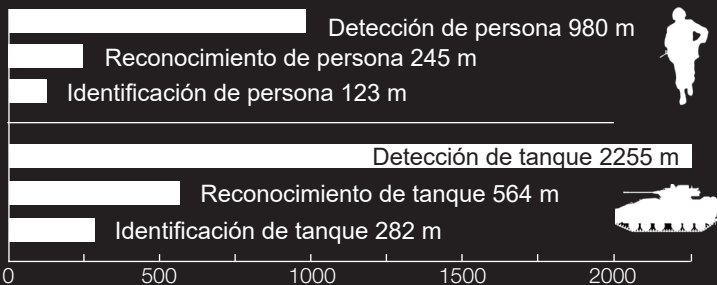 Detección de persona 980 m
Reconocimiento de persona 245 m
Identificación de persona 123 m
Detección de tanque 2255 m
Reconocimiento de tanque 564 m
Identificación de tanque 282 m
0 500 1000 1500 2000